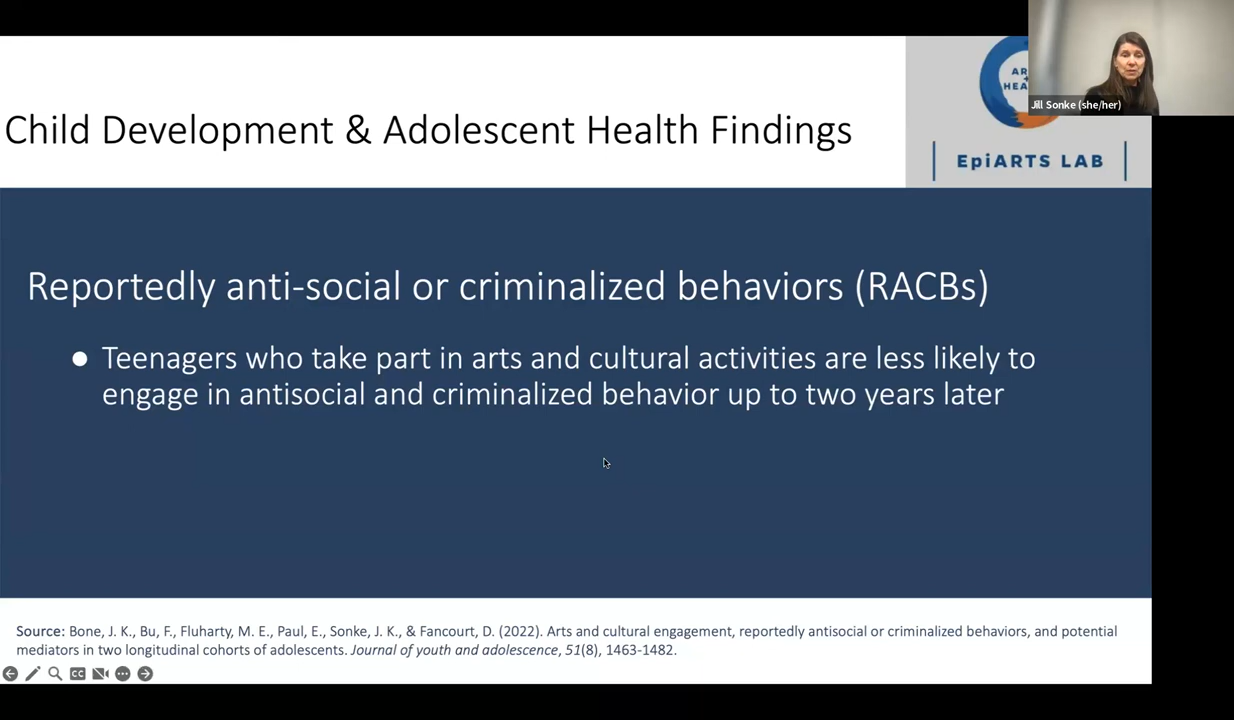 Jill Sonke (she/her)
Child Development & Adolescent Health Findings
EpiARTS LAB
Reportedly anti-social or criminalized behaviors (RACBs)
● Teenagers who take part in arts and cultural activities are less likely to
engage in antisocial and criminalized behavior up to two years later
Source: Bone, J. K., Bu, F., Fluharty, M. E., Paul, E., Sonke, J. K., & Fancourt, D. (2022). Arts and cultural engagement, reportedly antisocial or criminalized behaviors, and potential
mediators in two longitudinal cohorts of adolescents. Journal of youth and adolescence, 51(8), 1463-1482.
CC